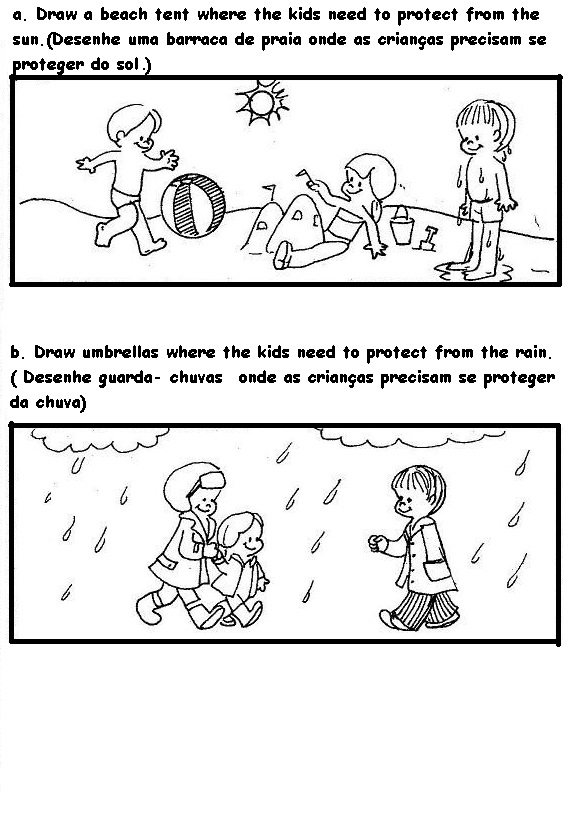 a. Draw a beach tent where the kids need to protect from the
sun.(Desenhe uma barraca de praia onde as crianças precisam se
proteger do sol.)
b. Draw umbrellas where the kids need to protect from the rain.
( Desenhe guarda- chuvas onde as crianças precisam se proteger
da chuva)